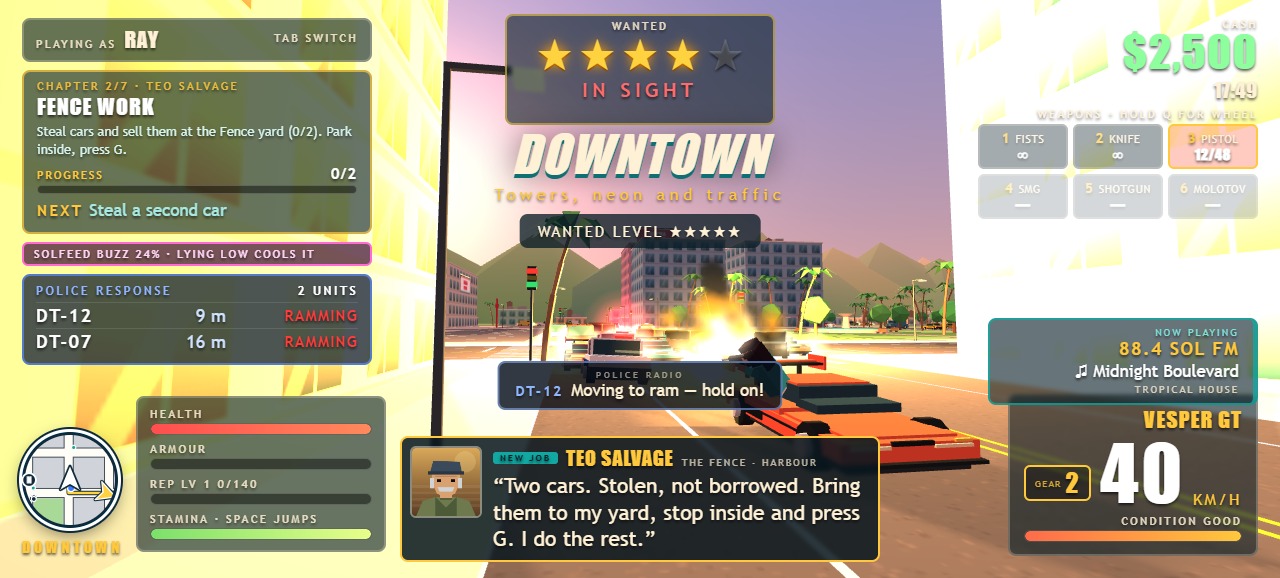 PLAYING AS RAY TAB SWITCH
CHAPTER 2/7 · TEO SALVAGE
FENCE WORK
Steal cars and sell them at the Fence yard (0/2). Park
inside, press G.
PROGRESS 0/2
NEXT Steal a second car
SOLFEED BUZZ 24% · LYING LOW COOLS IT
POLICE RESPONSE 2 UNITS
DT-12 9 m RAMMING
DT-07 16 m RAMMING
HEALTH
ARMOUR
REP LV 1 0/140
STAMINA · SPACE JUMPS
DOWNTOWN
WANTED
★★★★★
IN SIGHT
DOWNTOWN
Towers, neon and traffic
WANTED LEVEL ★★★★★
POLICE RADIO
DT-12 Moving to ram — hold on!
NEW JOB TEO SALVAGE THE FENCE · HARBOUR
“Two cars. Stolen, not borrowed. Bring
them to my yard, stop inside and press
G. I do the rest.”
CASH
$2,500
17:49
WEAPONS · HOLD Q FOR WHEEL
1 FISTS
∞
2 KNIFE
∞
3 PISTOL
12/48
4 SMG
—
5 SHOTGUN
—
6 MOLOTOV
—
NOW PLAYING
88.4 SOL FM
♫ Midnight Boulevard
TROPICAL HOUSE
VESPER GT
GEAR 2 40 KM/H
CONDITION GOOD